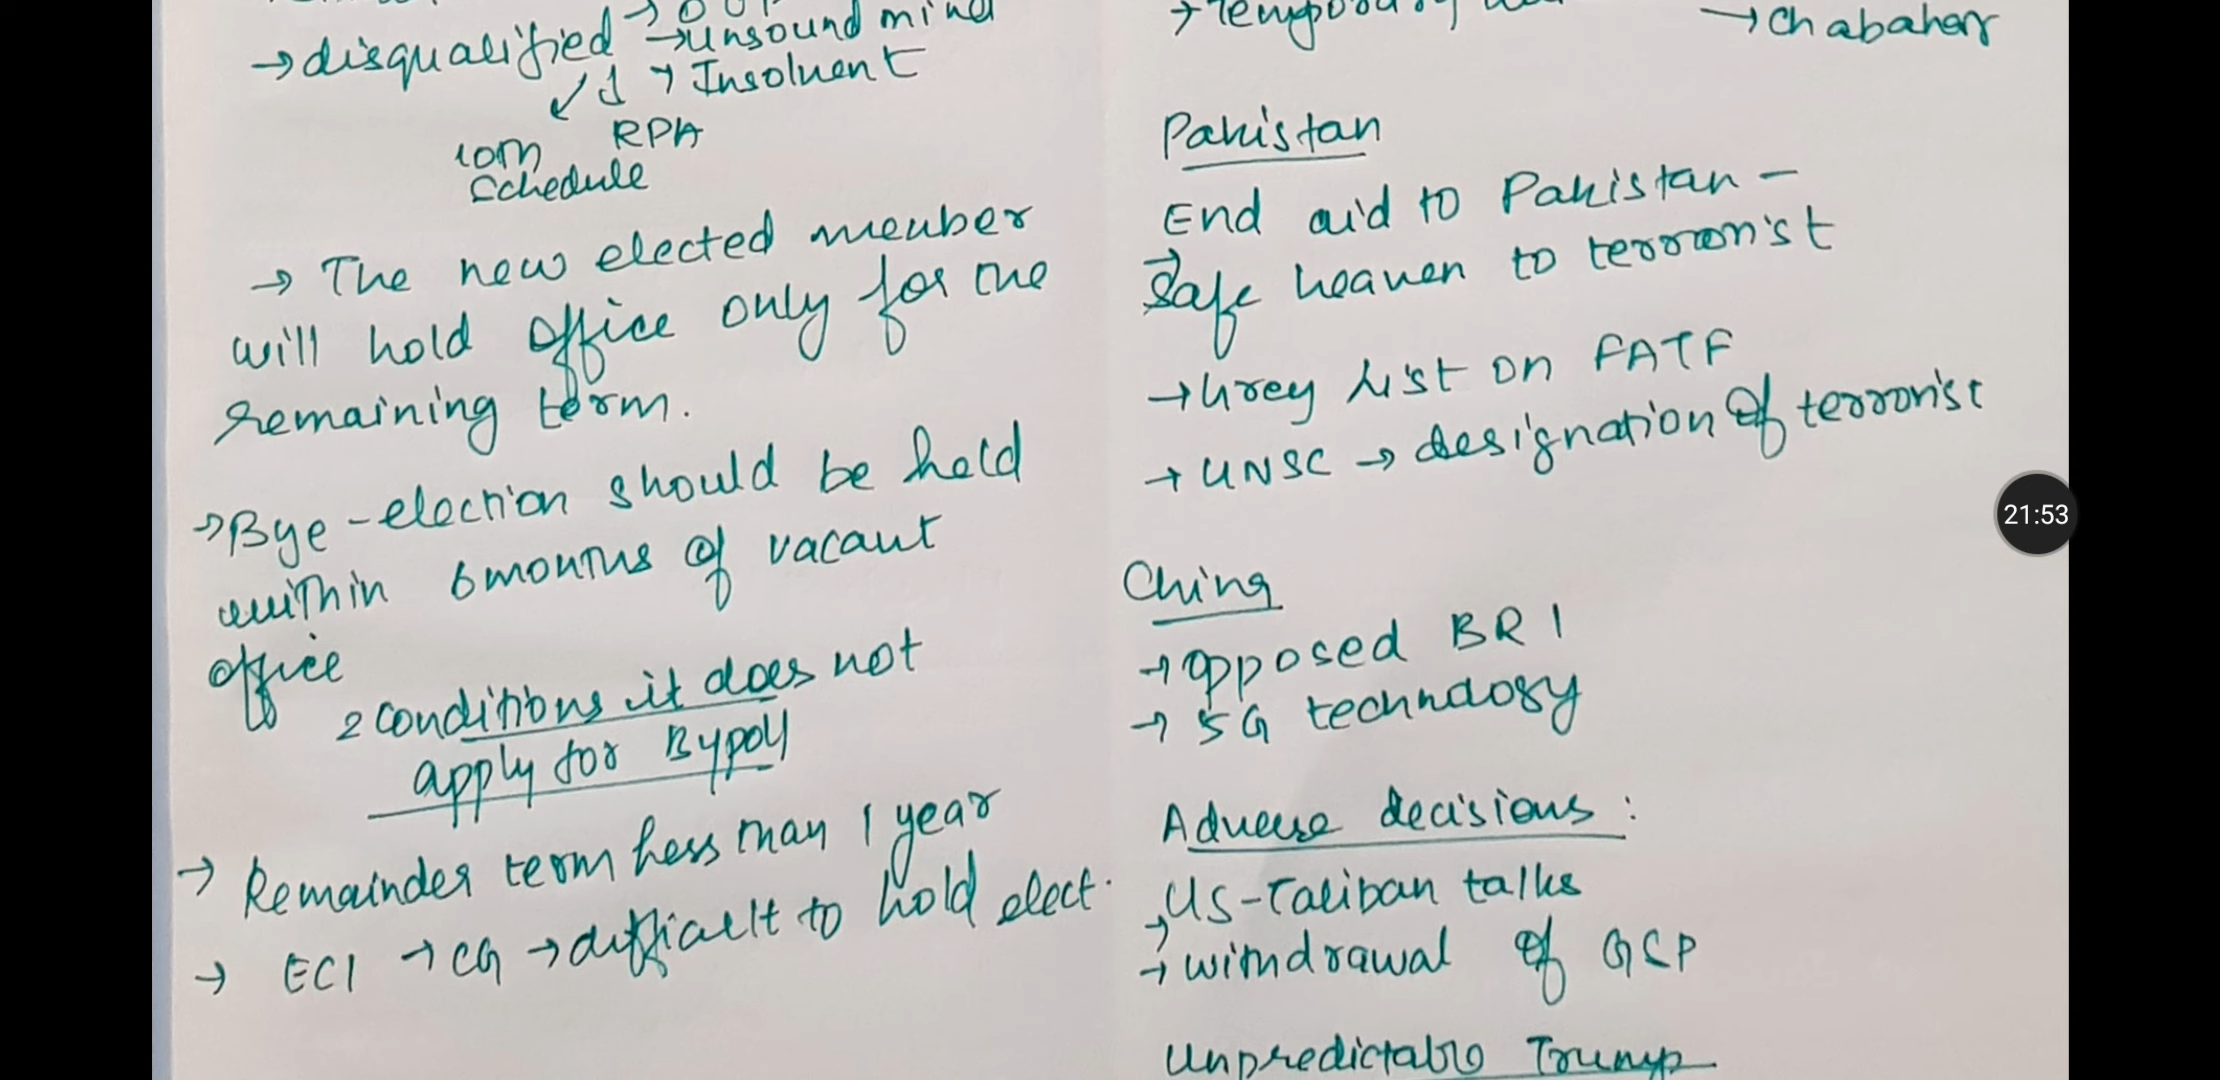 →disqualified →unsound mind
→ Insolvent
10th RPA
Schedule
→ The new elected member
will hold office only for the
remaining term.
→Bye-election should be held
within 6 months of vacant
office
2 conditions it does not
apply for Bypoll
→ Remainder term less than 1 year
→ ECI → CG → difficult to hold elect.
→ Chabahar
Pakistan
End aid to Pakistan -
→ Safe heaven to terrorist
→ Grey list on FATF
→ UNSC → designation of terrorist
China
→ opposed BRI
→ 5G technology
Adverse decisions :
→ US-Taliban talks
→ withdrawal of GSP
Unpredictable Trump
21:53